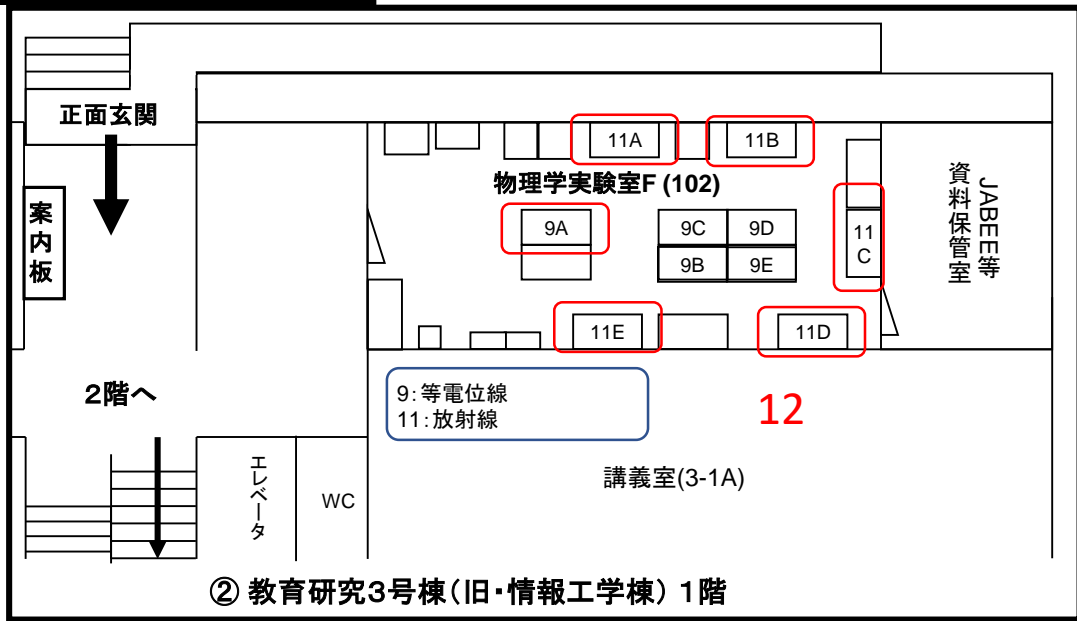 正面玄関
11A
11B
物理学実験室F (102)
案内板
9A
9C
9D
9B
9E
11
C
JABEE等
資料保管室
11E
11D
2階へ
9:等電位線
11:放射線
12
講義室(3-1A)
エレベータ
WC
② 教育研究3号棟(旧・情報工学棟) 1階